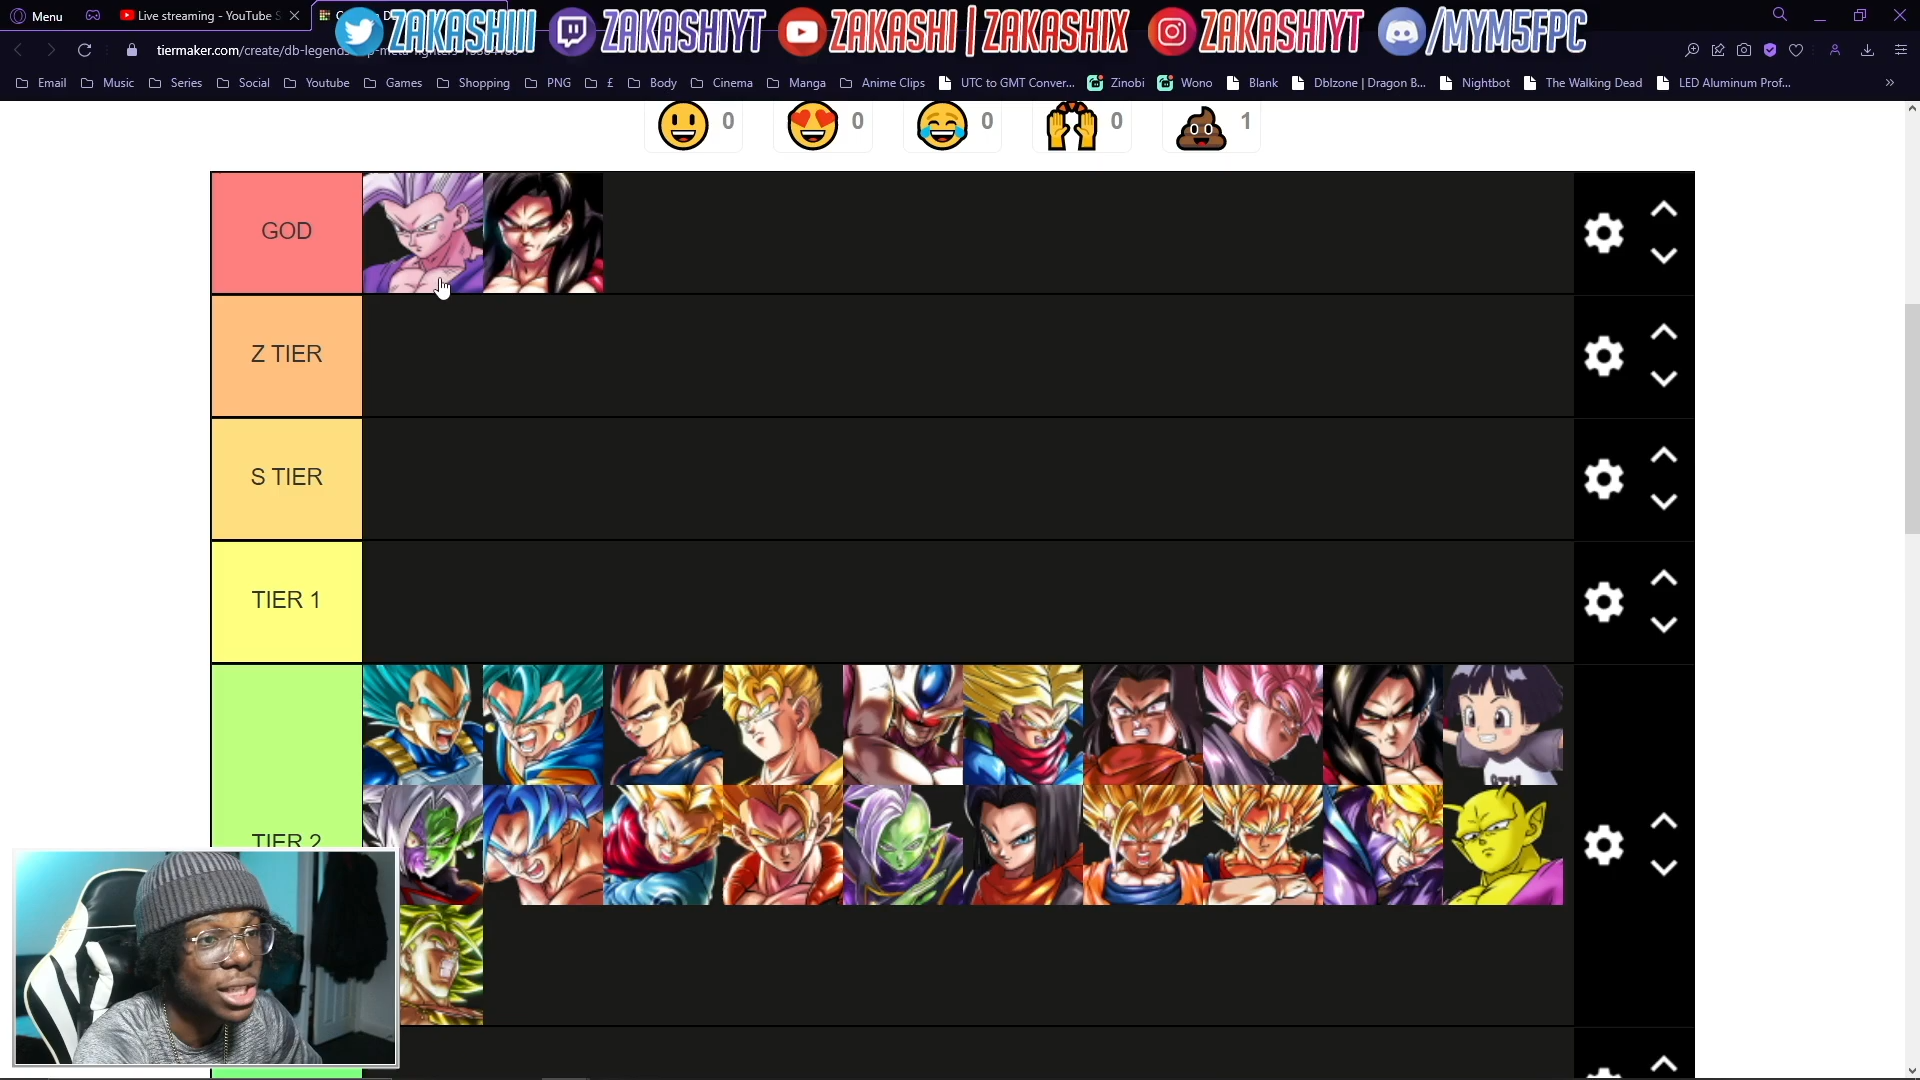 Menu
Live streaming - YouTube S
ZAKASHIII
ZAKASHIYT
ZAKASHI | ZAKASHIX
ZAKASHIYT
/MYM5FPC
tiermaker.com/create/db-legends
Email
Music
Series
Social
Youtube
Games
Shopping
PNG
£
Body
Cinema
Manga
Anime Clips
UTC to GMT Conver...
Zinobi
Wono
Blank
Dblzone | Dragon B...
Nightbot
The Walking Dead
LED Aluminum Prof...
»
0
0
0
0
1
GOD
Z TIER
S TIER
TIER 1
TIER 2